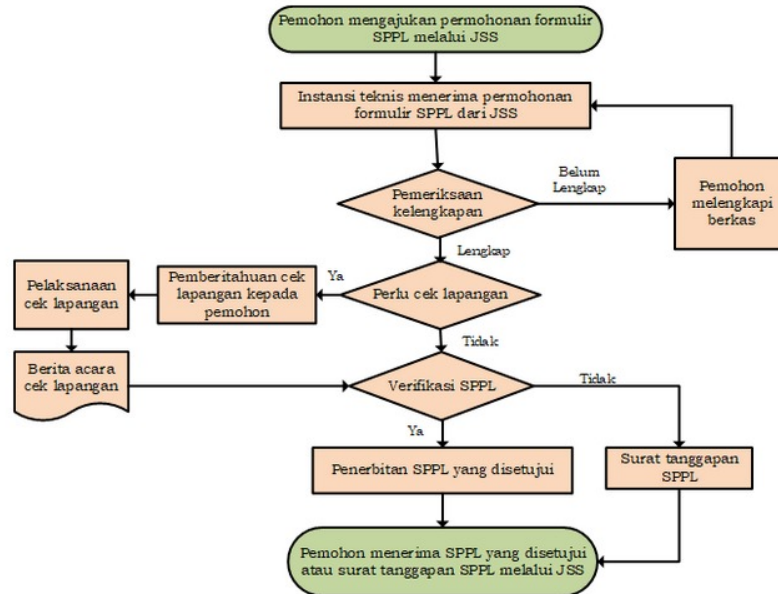 Pemohon mengajukan permohonan formulir
SPPL melalui JSS
Instansi teknis menerima permohonan
formulir SPPL dari JSS
Belum
Lengkap
Pemeriksaan
kelengkapan
Pemohon
melengkapi
berkas
Lengkap
Pelaksanaan
cek lapangan
Pemberitahuan cek
lapangan kepada
pemohon
Ya
Perlu cek lapangan
Tidak
Berita acara
cek lapangan
Verifikasi SPPL
Tidak
Ya
Penerbitan SPPL yang disetujui
Surat tanggapan
SPPL
Pemohon menerima SPPL yang disetujui
atau surat tanggapan SPPL melalui JSS